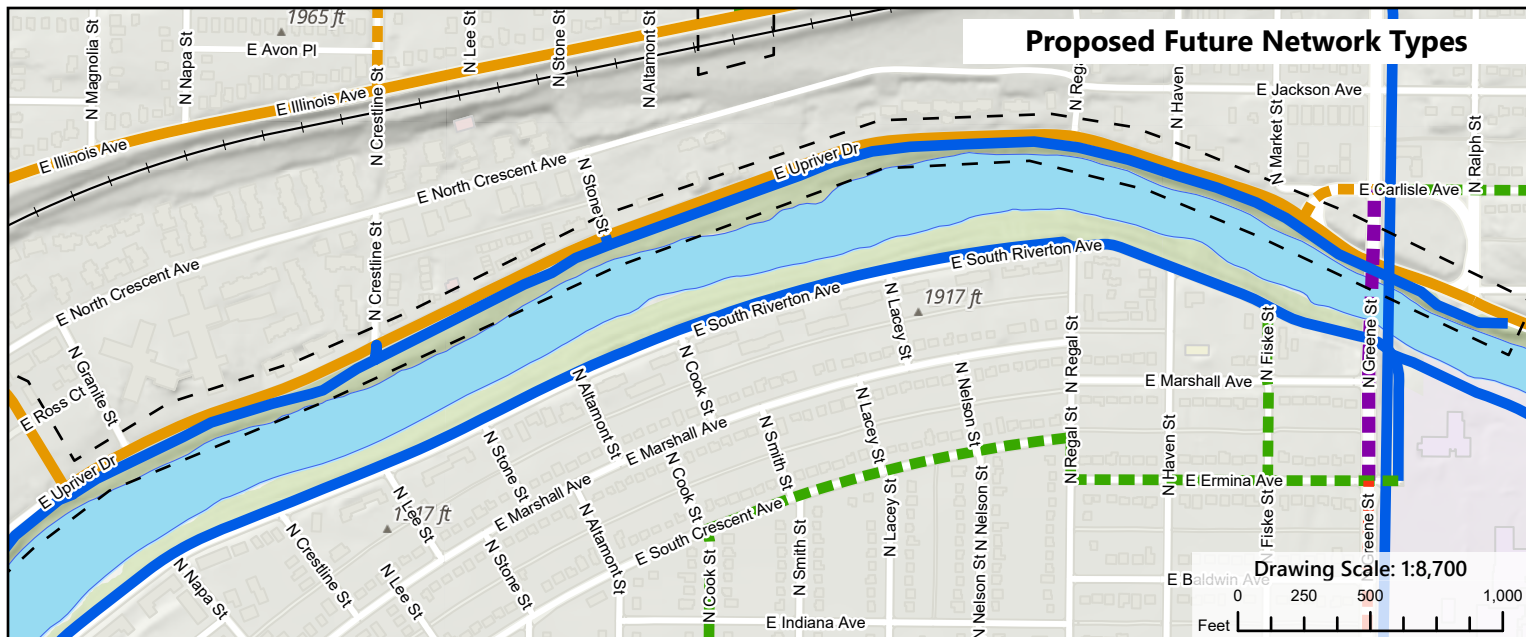 Proposed Future Network Types
1965 ft
N Magnolia St
N Napa St
E Avon Pl
N Crestline St
N Lee St
N Stone St
N Altamont St
E Illinois Ave
E Illinois Ave
N Haven
E Jackson Ave
N Market St
N Ralph St
E Carlisle Ave
E North Crescent Ave
N Stone St
E Upriver Dr
E North Crescent Ave
N Crestline St
E South Riverton Ave
E South Riverton Ave
N Lacey St
1917 ft
N Granite St
E Ross Ct
E Upriver Dr
N Cook St
N Altamont St
N Regal St
N Fiske St
N Greene St
E Marshall Ave
N Nelson St
N Lacey St
N Smith St
E Marshall Ave
N Stone St
N Cook St
N Regal St
N Haven St
E Ermina Ave
E Marshall Ave
N Lee St
1917 ft
N Altamont St
E South Crescent Ave
N Lacey St
N Nelson St
N Fiske St
N Greene St
N Napa St
N Crestline St
N Lee St
N Stone St
N Cook St
N Smith St
N Nelson St
E Baldwin Ave
E Indiana Ave
Drawing Scale: 1:8,700
0 250 500 1,000
Feet